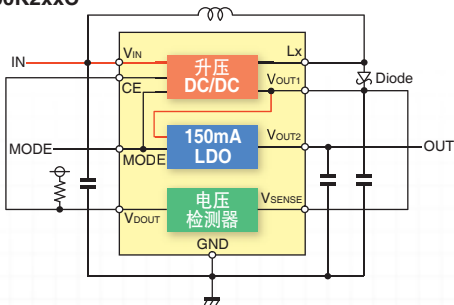 IN
VIN
Lx
升压
DC/DC
VOUT1
Diode
CE
150mA
LDO
VOUT2
OUT
MODE
MODE
电压
检测器
VSENSE
VDOUT
GND